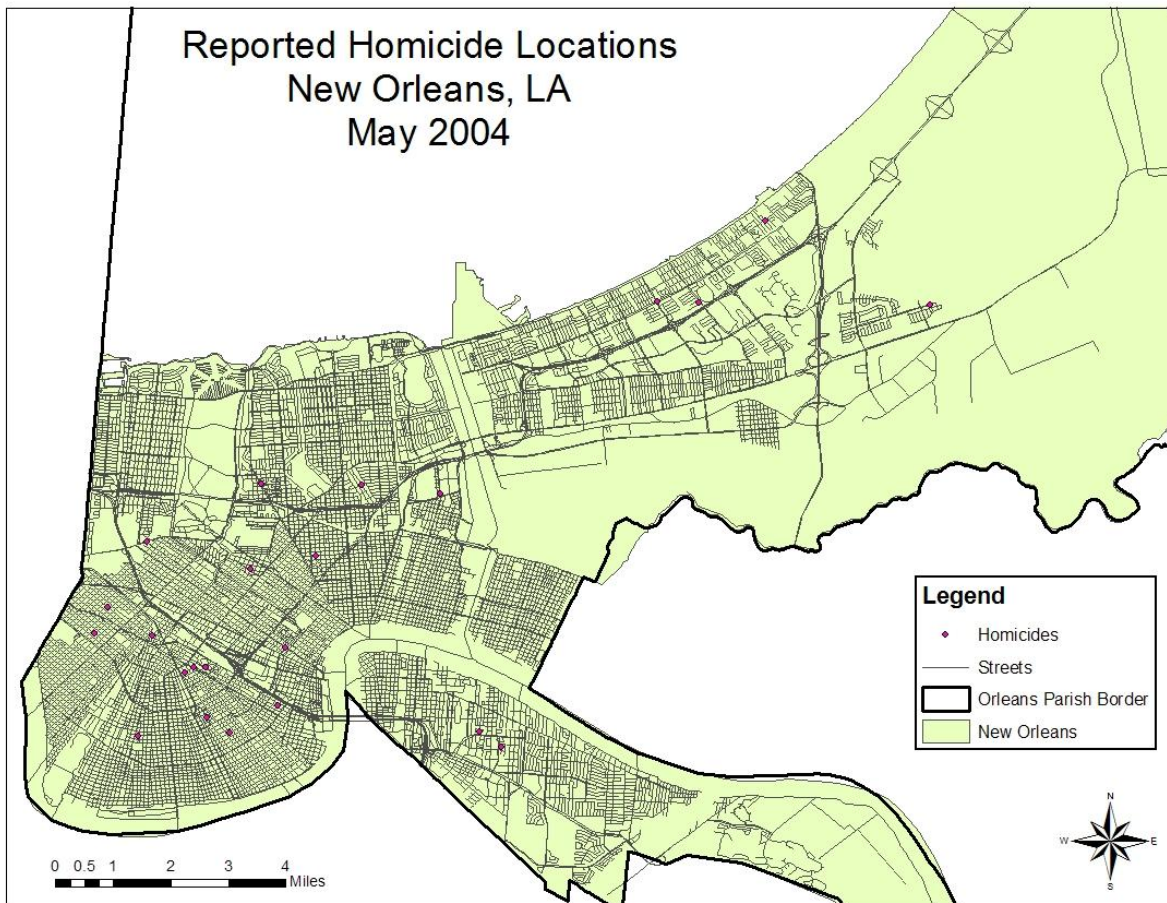 Reported Homicide Locations
New Orleans, LA
May 2004
Legend
Homicides
Streets
Orleans Parish Border
New Orleans
N
W E
S
0 0.5 1 2 3 4
Miles